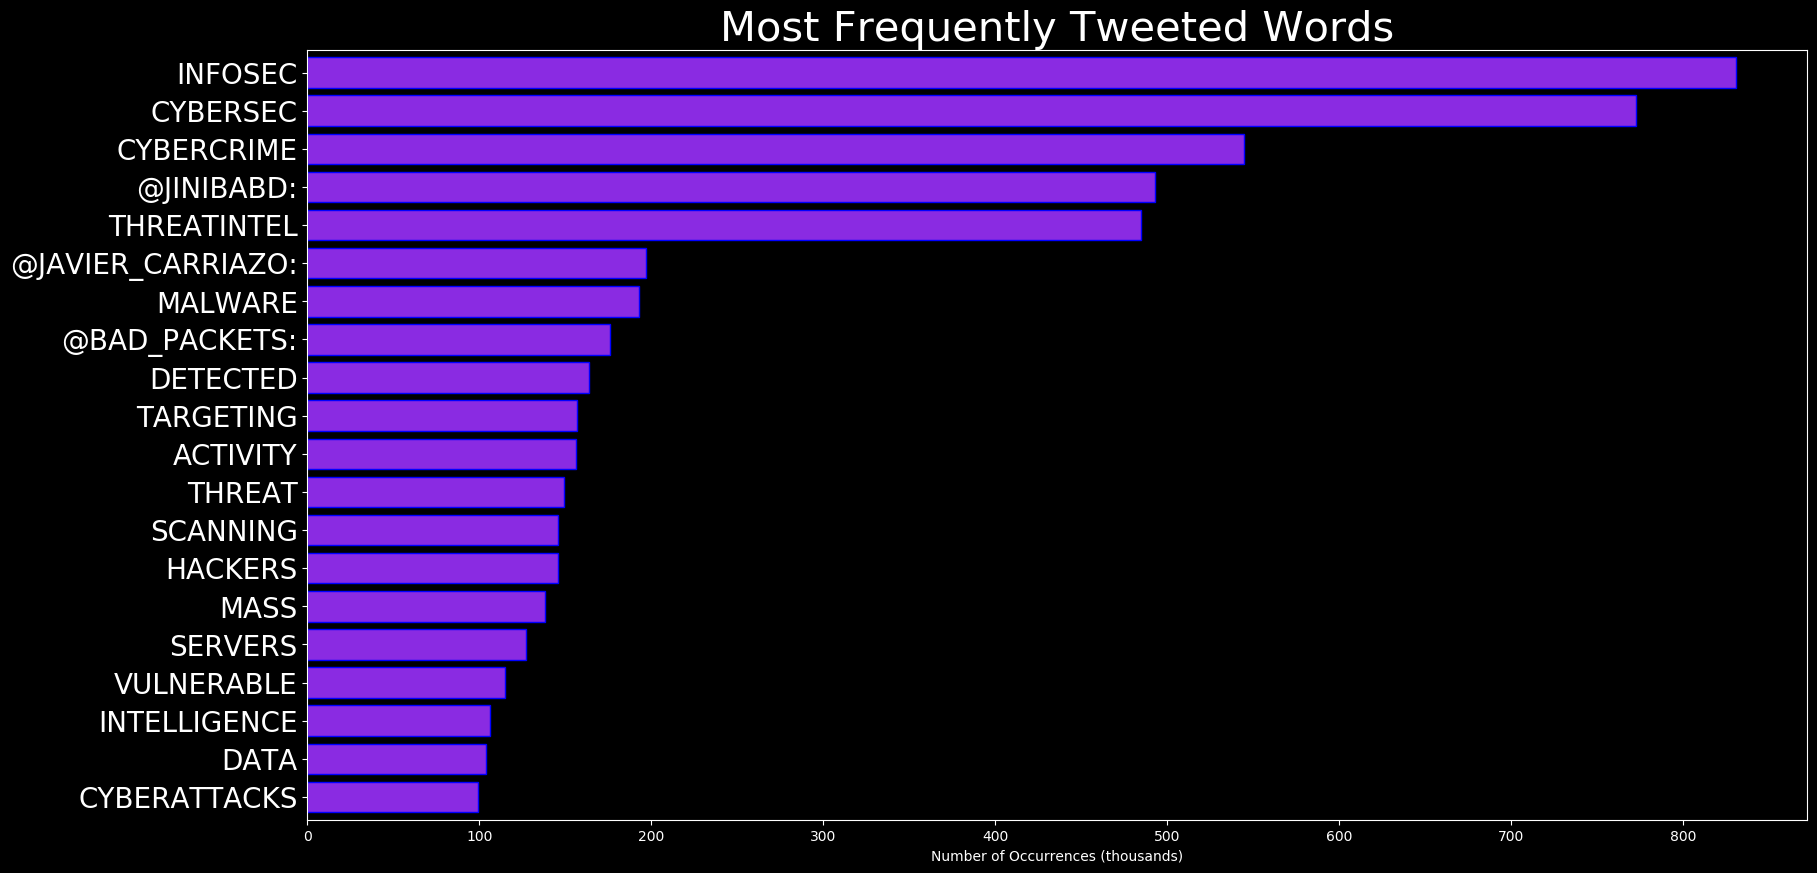 Most Frequently Tweeted Words
INFOSEC
CYBERSEC
CYBERCRIME
@JINIBABD:
THREATINTEL
@JAVIER_CARRIAZO:
MALWARE
@BAD_PACKETS:
DETECTED
TARGETING
ACTIVITY
THREAT
SCANNING
HACKERS
MASS
SERVERS
VULNERABLE
INTELLIGENCE
DATA
CYBERATTACKS
0 100 200 300 400 500 600 700 800
Number of Occurrences (thousands)